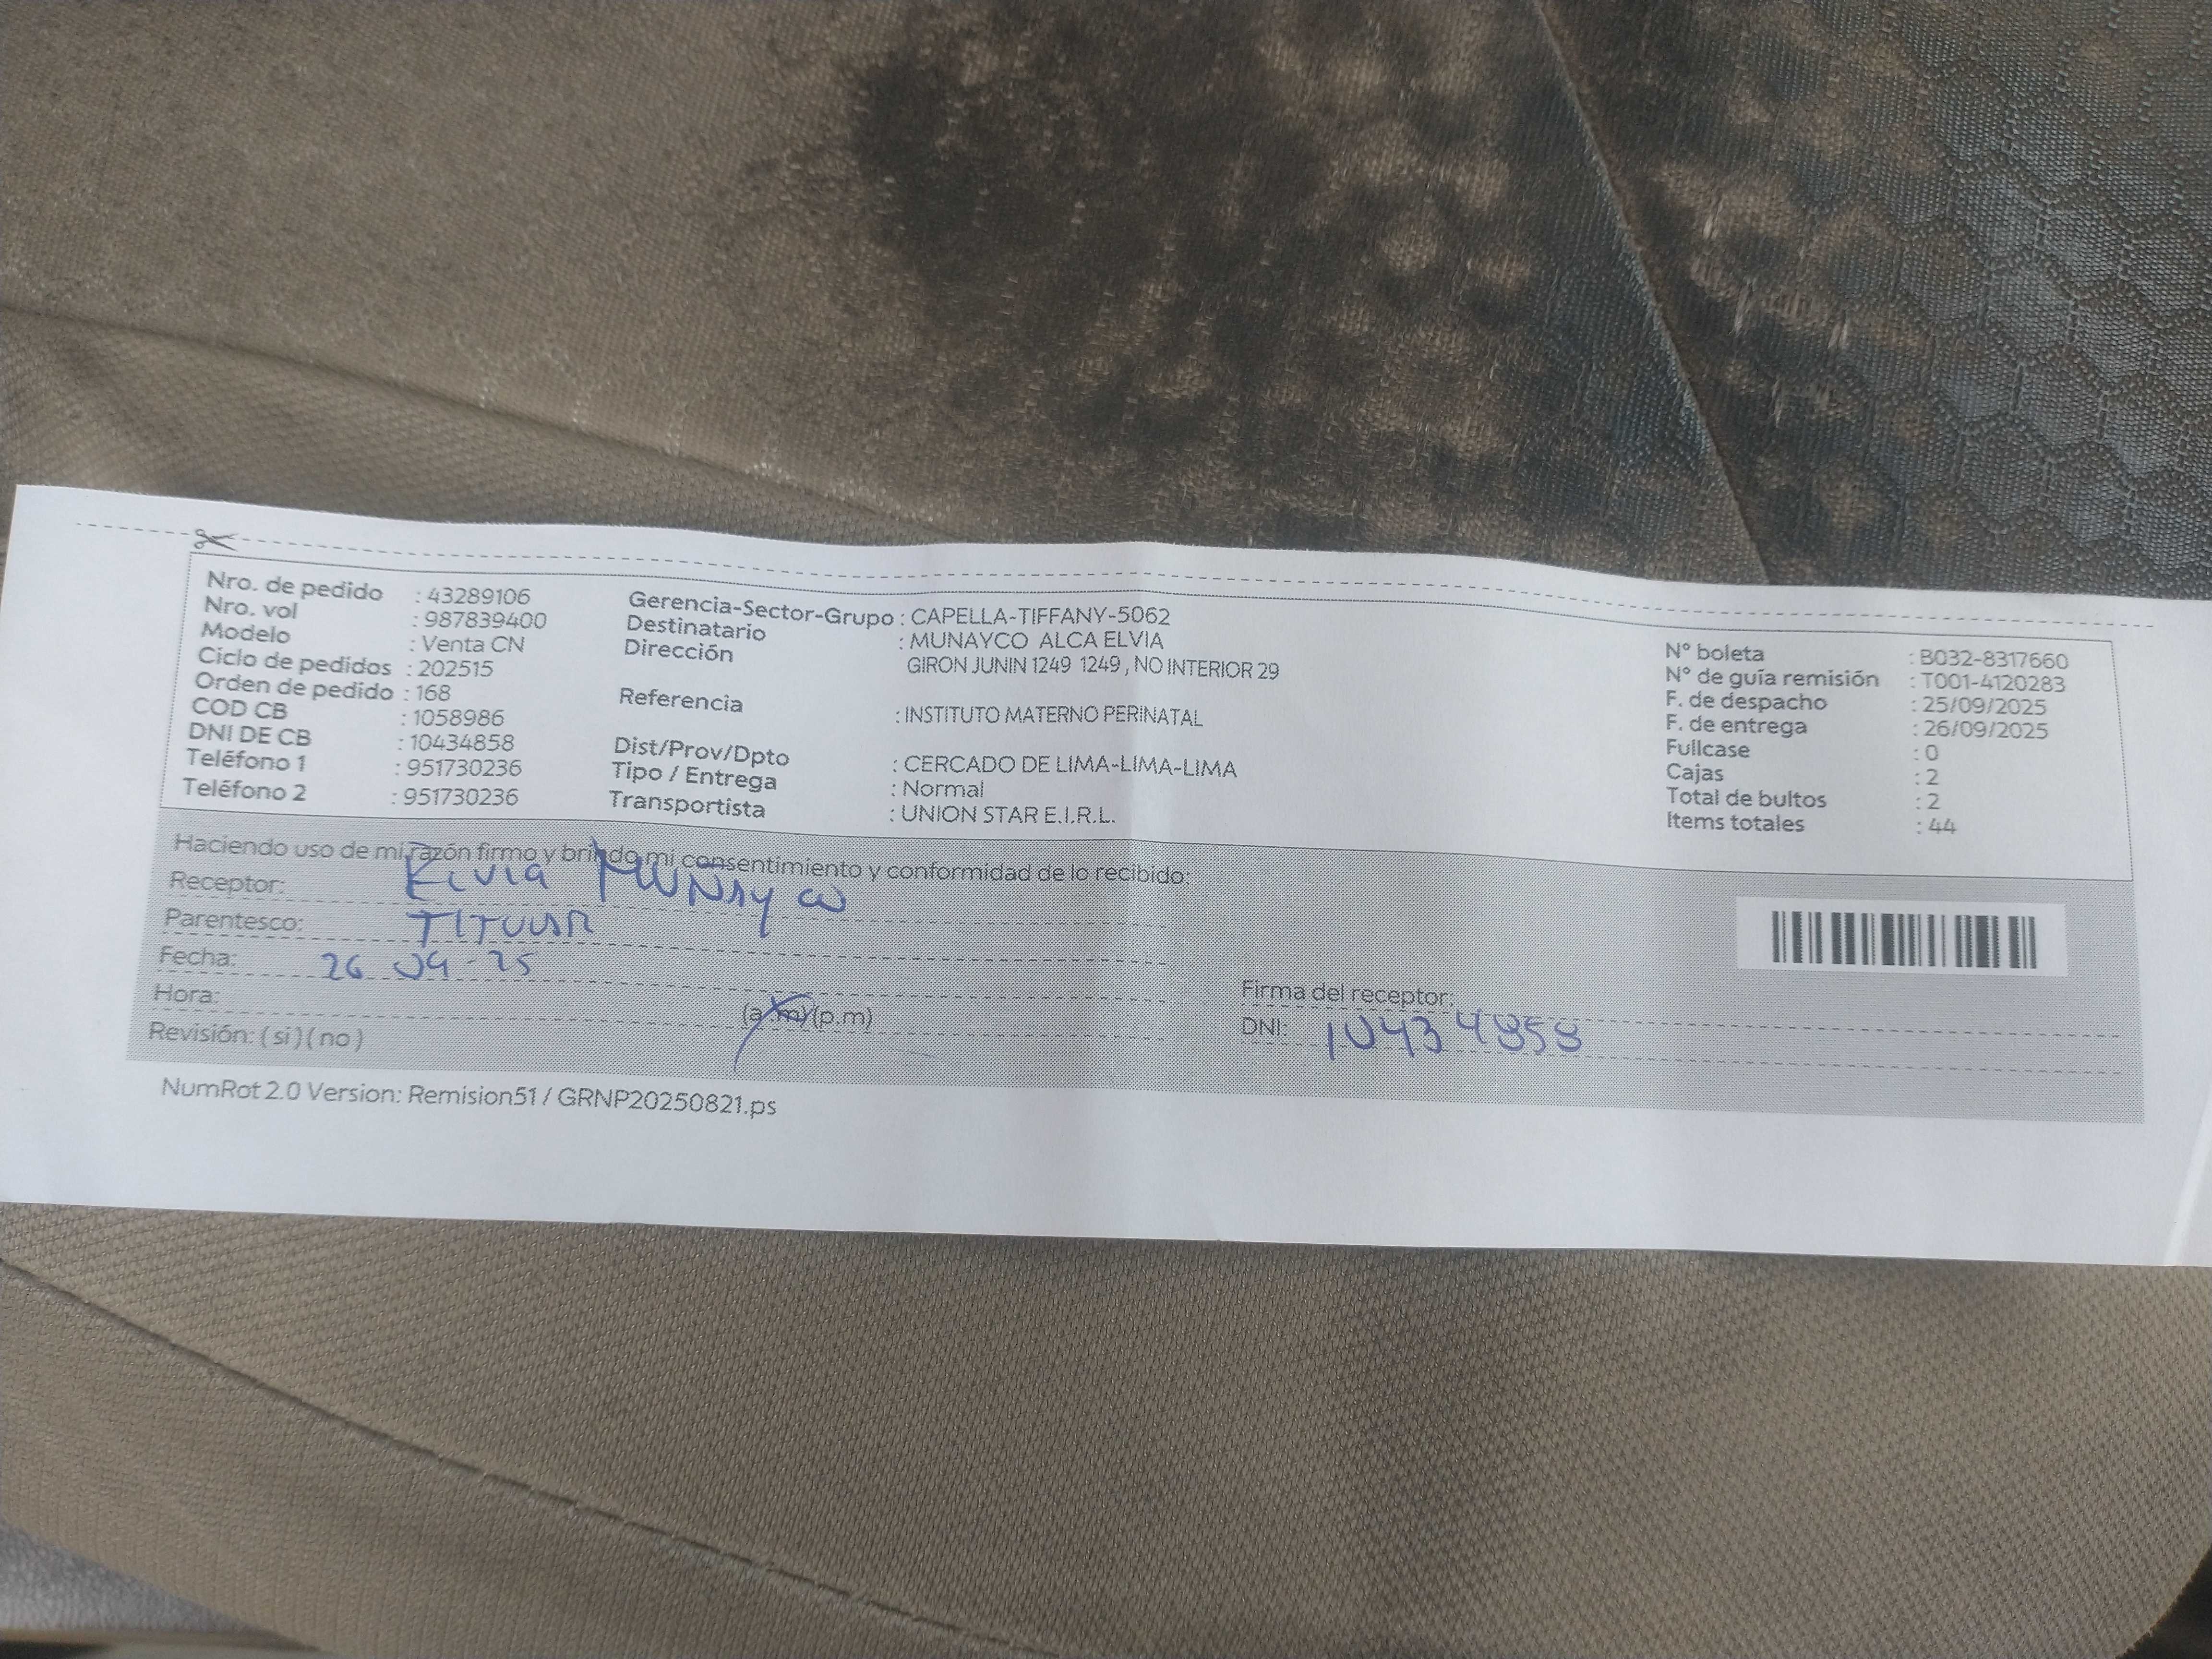 Nro. de pedido : 43289106
Nro. vol : 987839400
Modelo : Venta CN
Ciclo de pedidos : 202515
Orden de pedido : 168
COD CB : 1058986
DNI DE CB : 10434858
Teléfono 1 : 951730236
Teléfono 2 : 951730236
Gerencia-Sector-Grupo : CAPELLA-TIFFANY-5062
Destinatario : MUNAYCO ALCA ELVIA
Dirección GIRON JUNIN 1249 1249 , NO INTERIOR 29
Referencia : INSTITUTO MATERNO PERINATAL
Dist/Prov/Dpto : CERCADO DE LIMA-LIMA-LIMA
Tipo / Entrega : Normal
Transportista : UNION STAR E.I.R.L.
N° boleta : B032-8317660
N° de guía remisión : T001-4120283
F. de despacho : 25/09/2025
F. de entrega : 26/09/2025
Fullcase : 0
Cajas : 2
Total de bultos : 2
Items totales : 44
Haciendo uso de mi razón firmo y brindo mi consentimiento y conformidad de lo recibido:
Receptor: Elvia Munayco
Parentesco: TITULAR
Fecha: 26 09-25
Hora: (a.m)(p.m)
Revisión: ( si ) ( no )
Firma del receptor:
DNI: 10434858
NumRot 2.0 Version: Remision51 / GRNP20250821.ps